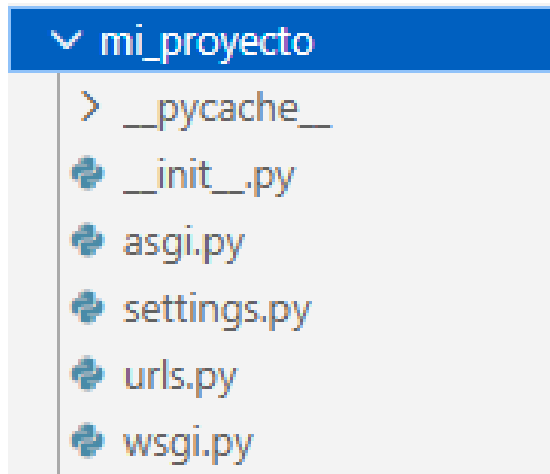 mi_proyecto
__pycache__
__init__.py
asgi.py
settings.py
urls.py
wsgi.py